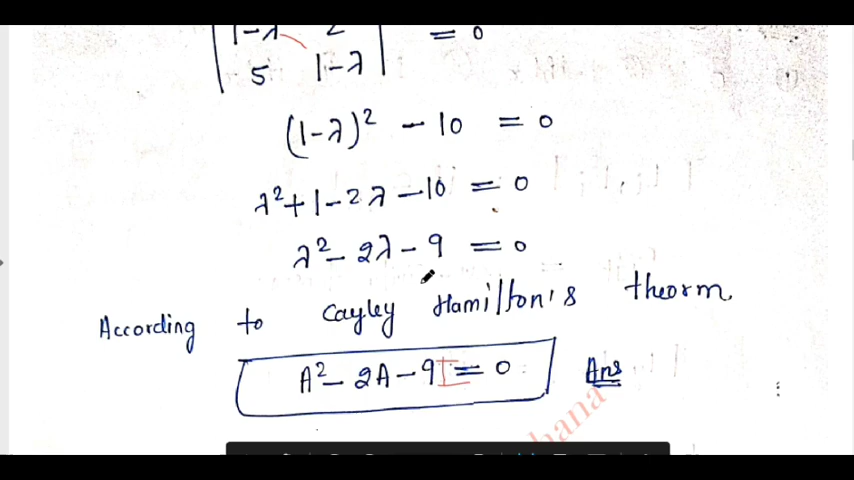 |1-λ 2| = 0
|5 1-λ|
(1-λ)² - 10 = 0
λ²+1-2λ-10 = 0
λ²-2λ-9 = 0
According to Cayley Hamilton's theorm
A²-2A-9I=0 Ans
hana